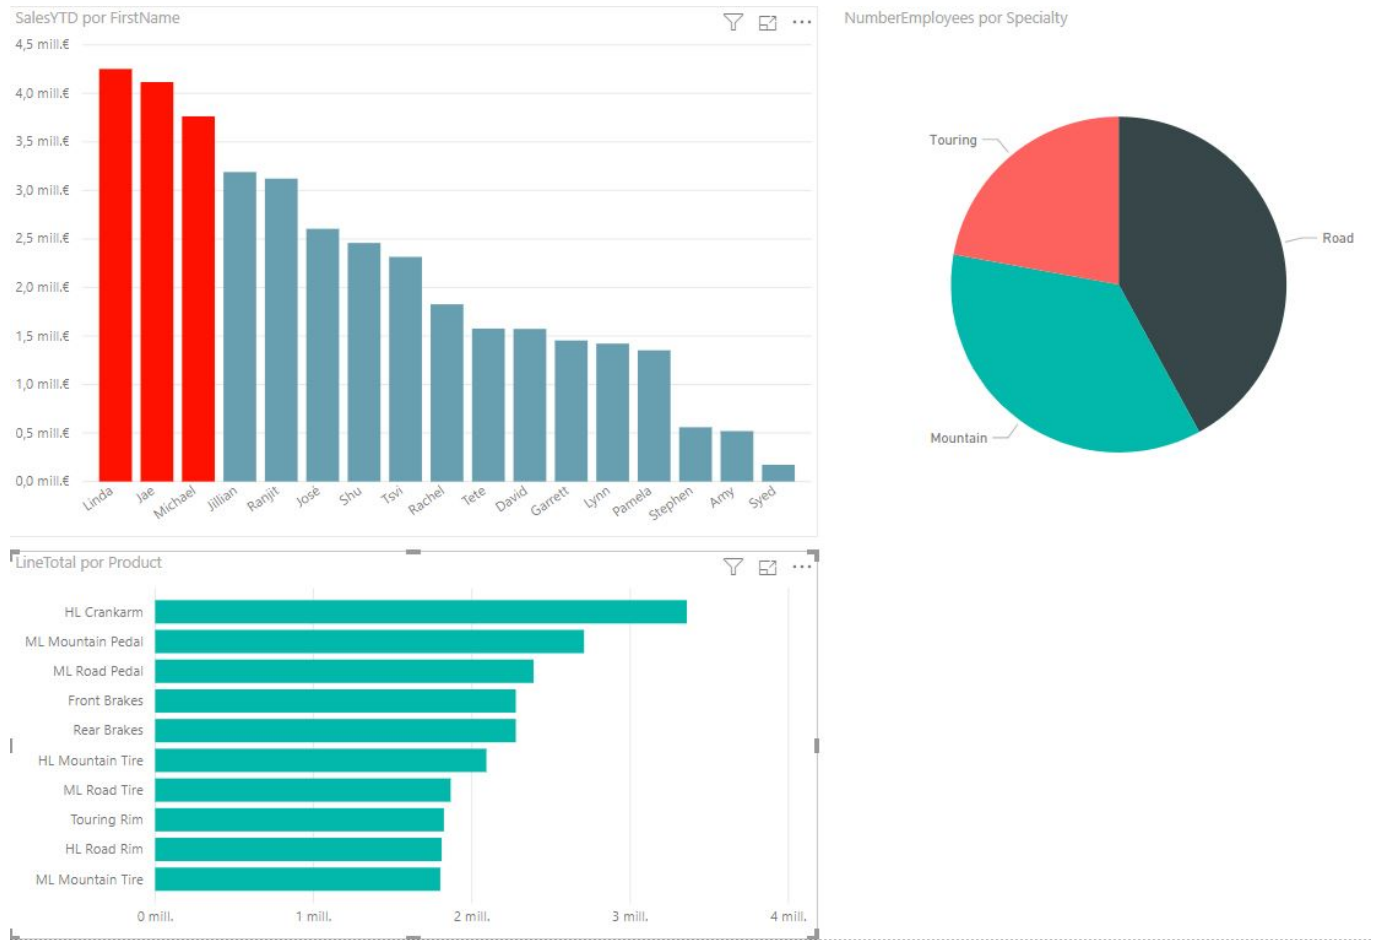 SalesYTD por FirstName
4,5 mill.€
4,0 mill.€
3,5 mill.€
3,0 mill.€
2,5 mill.€
2,0 mill.€
1,5 mill.€
1,0 mill.€
0,5 mill.€
0,0 mill.€
Linda Jae Michael Jillian Ranjit José Shu Tsvi Rachel Tete David Garrett Lynn Pamela Stephen Amy Syed
NumberEmployees por Specialty
Touring
Road
Mountain
LineTotal por Product
HL Crankarm
ML Mountain Pedal
ML Road Pedal
Front Brakes
Rear Brakes
HL Mountain Tire
ML Road Tire
Touring Rim
HL Road Rim
ML Mountain Tire
0 mill. 1 mill. 2 mill. 3 mill. 4 mill.